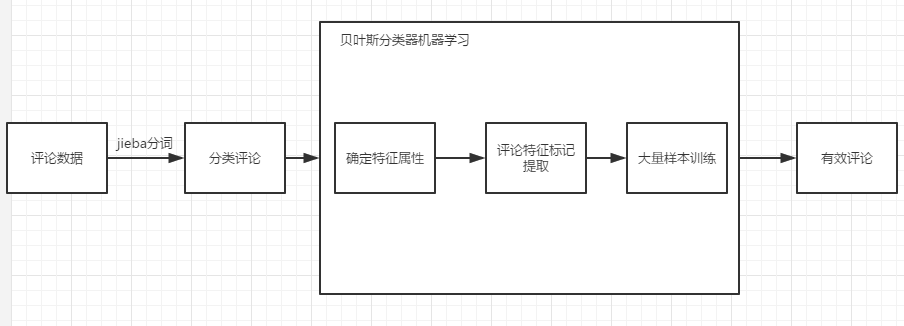 贝叶斯分类器机器学习
评论数据
jieba分词
分类评论
确定特征属性
评论特征标记
提取
大量样本训练
有效评论